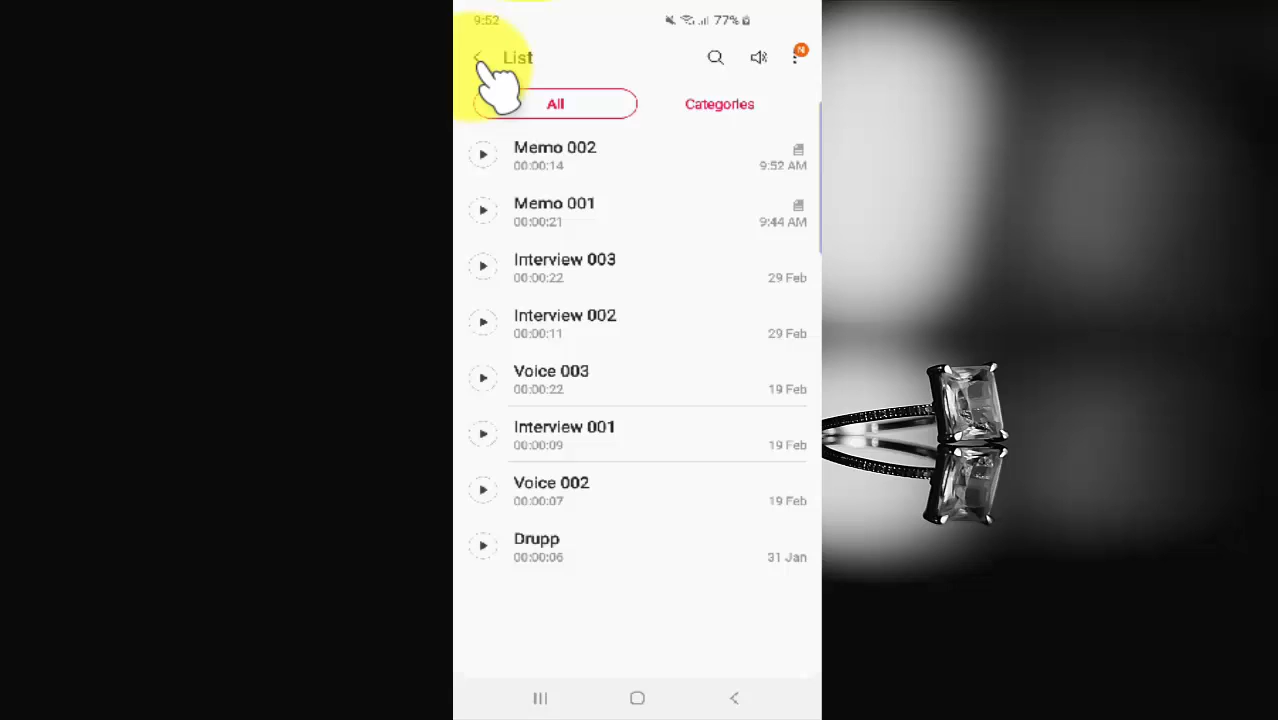 9:52
77%
List
N
All
Categories
Memo 002
00:00:14
9:52 AM
Memo 001
00:00:21
9:44 AM
Interview 003
00:00:22
29 Feb
Interview 002
00:00:11
29 Feb
Voice 003
00:00:22
19 Feb
Interview 001
00:00:09
19 Feb
Voice 002
00:00:07
19 Feb
Drupp
00:00:06
31 Jan